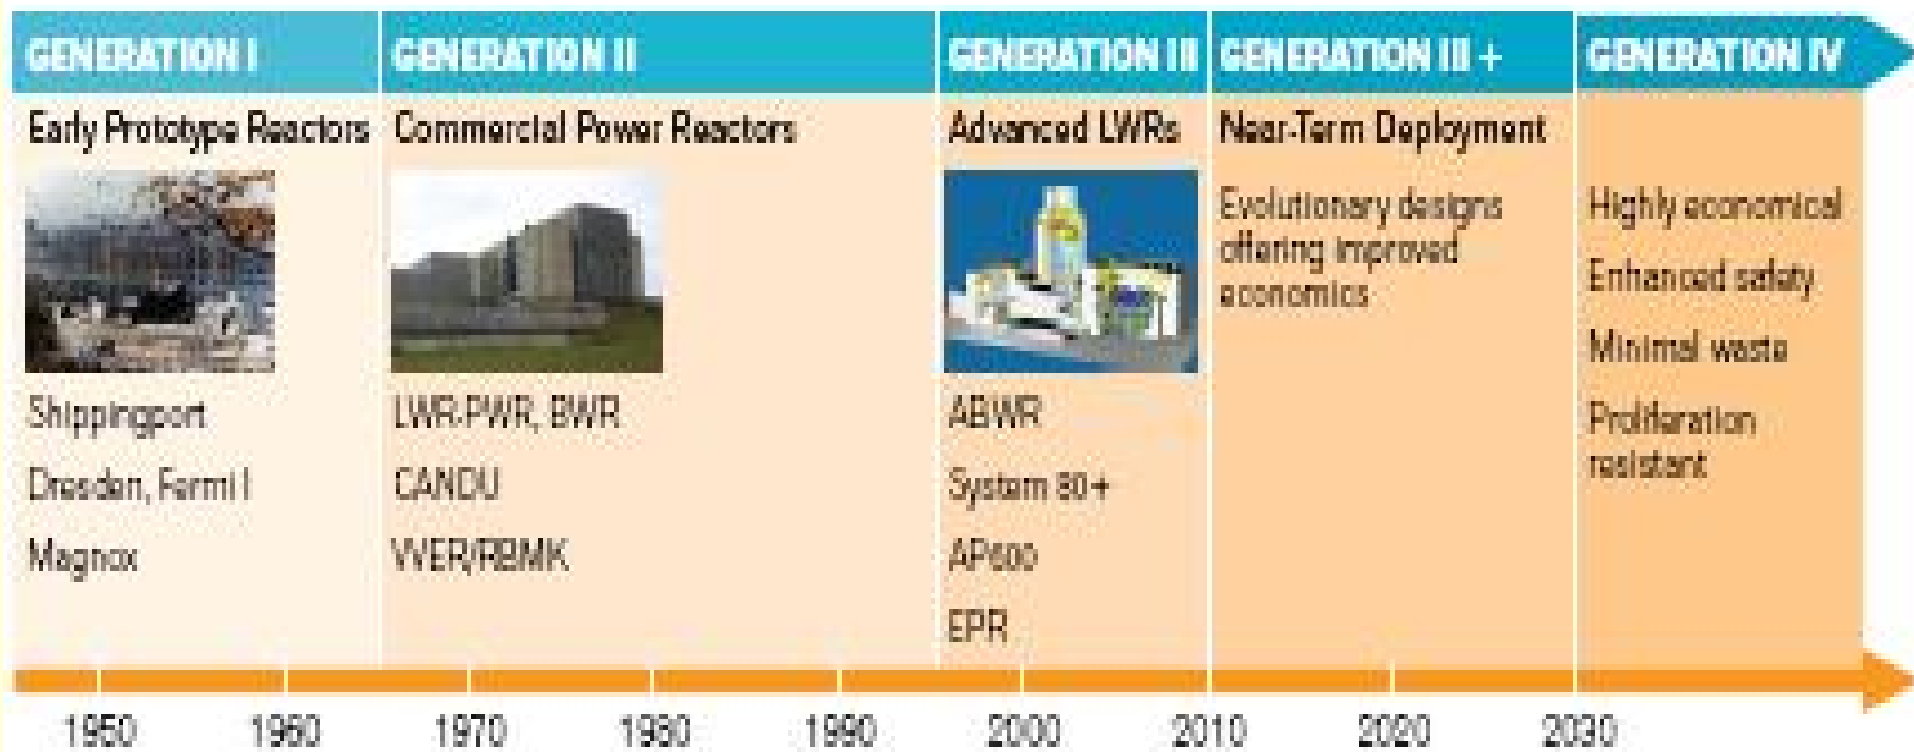 GENERATION I
Early Prototype Reactors
Shippingport
Dresden, Fermi I
Magnox
GENERATION II
Commercial Power Reactors
LWR-PWR, BWR
CANDU
VVER/RBMK
GENERATION III
Advanced LWRs
ABWR
System 80+
AP600
EPR
GENERATION III +
Near-Term Deployment
Evolutionary designs
offering improved
economics
GENERATION IV
Highly economical
Enhanced safety
Minimal waste
Proliferation
resistant
1950 1960 1970 1980 1990 2000 2010 2020 2030